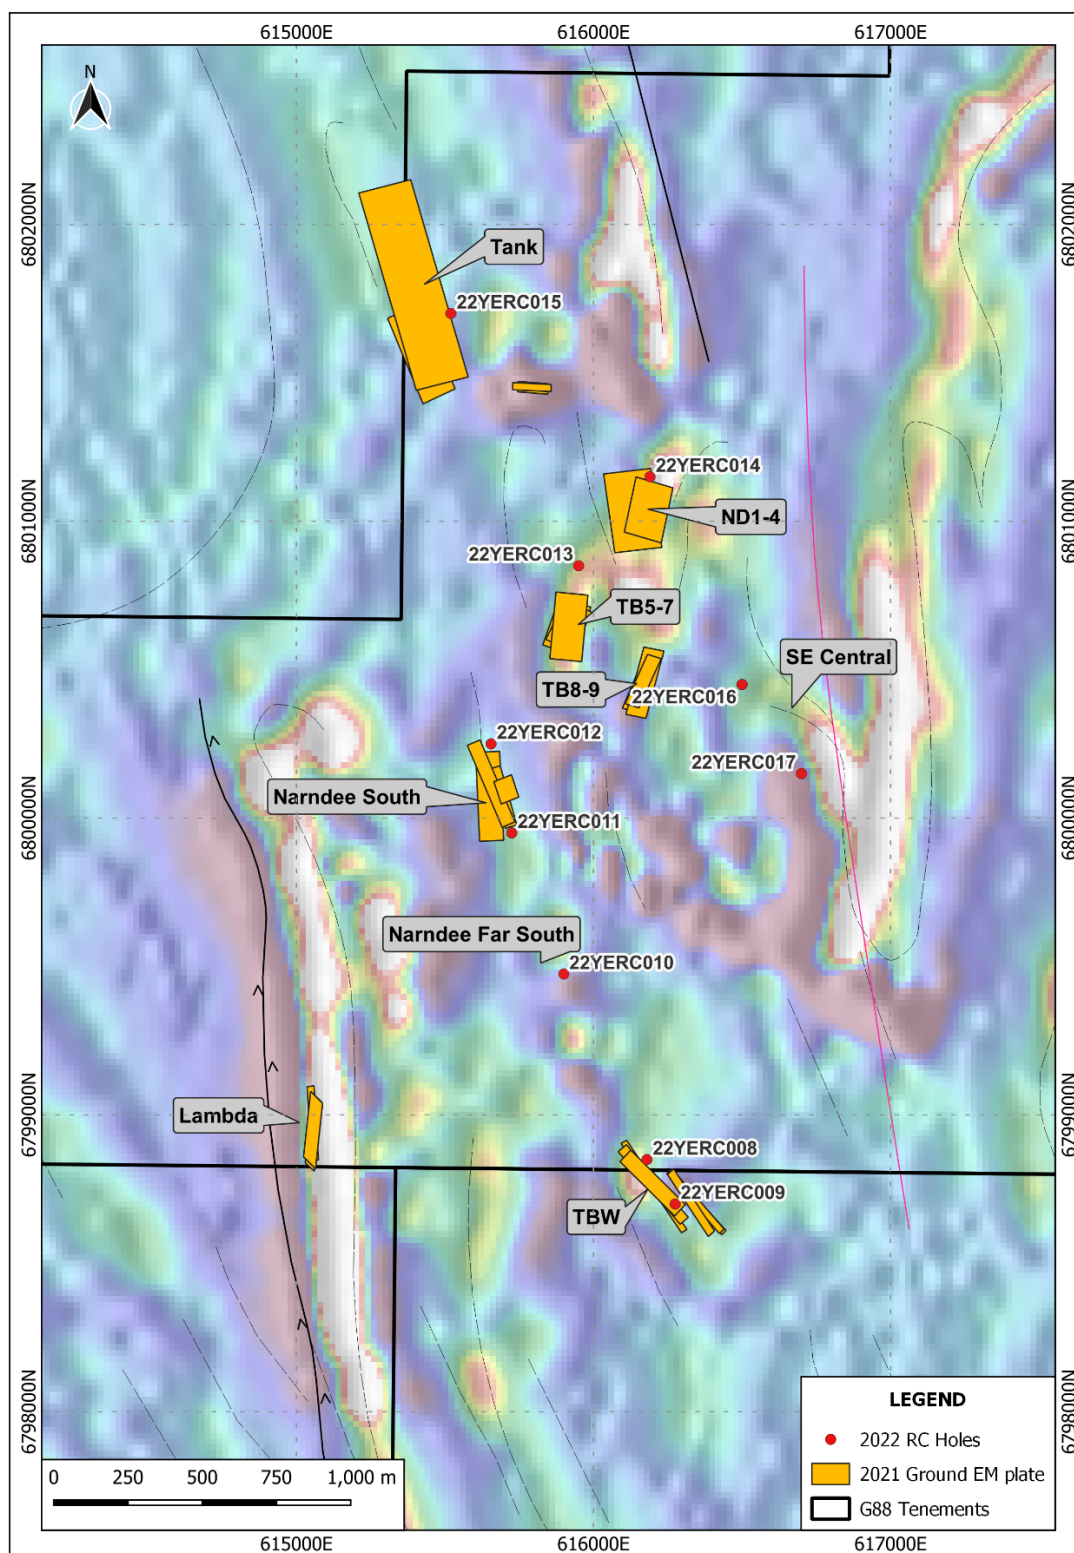 615000E
616000E
617000E
N
6802000N
6802000N
Tank
22YERC015
22YERC014
ND1-4
6801000N
6801000N
22YERC013
TB5-7
SE Central
TB8-9
22YERC016
22YERC012
22YERC017
Narndee South
6800000N
6800000N
22YERC011
Narndee Far South
22YERC010
Lambda
6799000N
6799000N
22YERC008
22YERC009
TBW
6798000N
6798000N
LEGEND
2022 RC Holes
2021 Ground EM plate
G88 Tenements
0 250 500 750 1,000 m
615000E
616000E
617000E